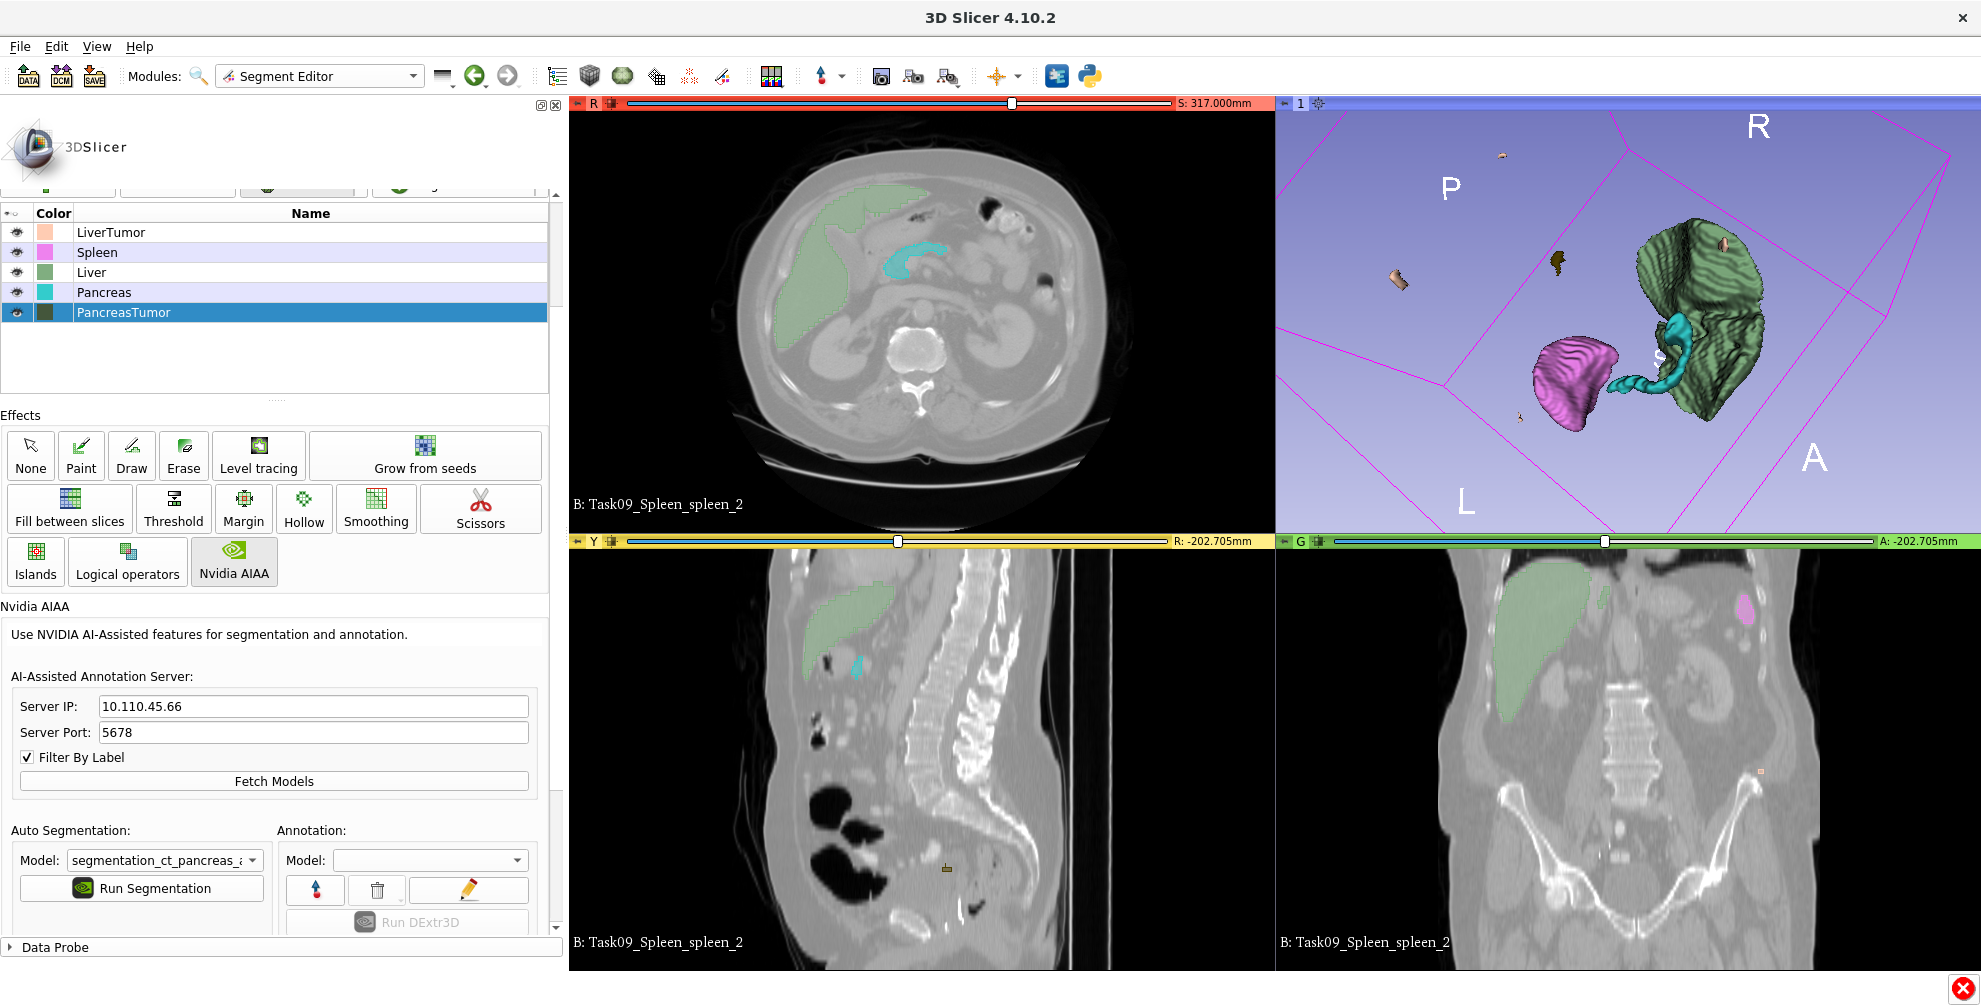 3D Slicer 4.10.2
File Edit View Help
DATA DCM SAVE Modules: Segment Editor
R S: 317.000mm 1
3DSlicer
Color Name
LiverTumor
Spleen
Liver
Pancreas
PancreasTumor
Effects
None Paint Draw Erase Level tracing Grow from seeds
Fill between slices Threshold Margin Hollow Smoothing Scissors
Islands Logical operators Nvidia AIAA
Nvidia AIAA
Use NVIDIA AI-Assisted features for segmentation and annotation.
AI-Assisted Annotation Server:
Server IP: 10.110.45.66
Server Port: 5678
Filter By Label
Fetch Models
Auto Segmentation: Annotation:
Model: segmentation_ct_pancreas_a Model:
Run Segmentation
Run DExtr3D
Data Probe
B: Task09_Spleen_spleen_2
R
P
S
A
L
Y R: -202.705mm
B: Task09_Spleen_spleen_2
G A: -202.705mm
B: Task09_Spleen_spleen_2